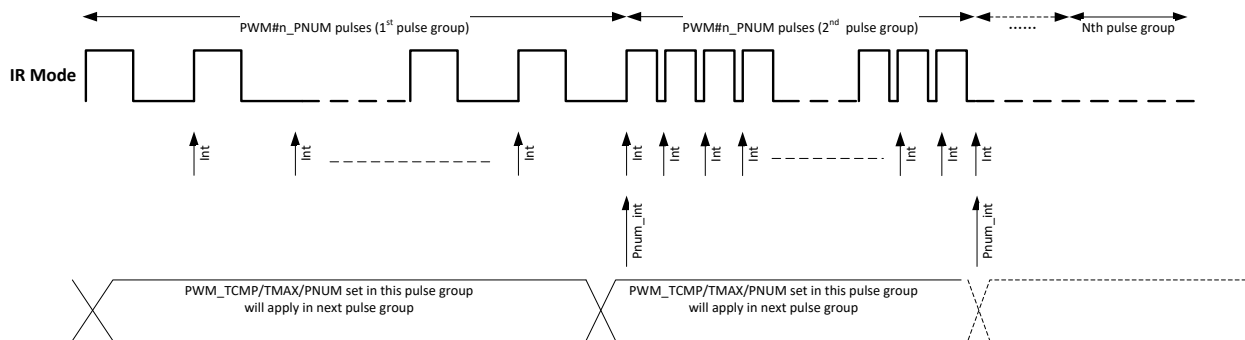 PWM#n_PNUM pulses (1st pulse group)
PWM#n_PNUM pulses (2nd pulse group)
......
Nth pulse group
IR Mode
Int
Int
Int
Int
Int
Int
Int
Int
Int
Int
Pnum_int
Pnum_int
PWM_TCMP/TMAX/PNUM set in this pulse group
will apply in next pulse group
PWM_TCMP/TMAX/PNUM set in this pulse group
will apply in next pulse group